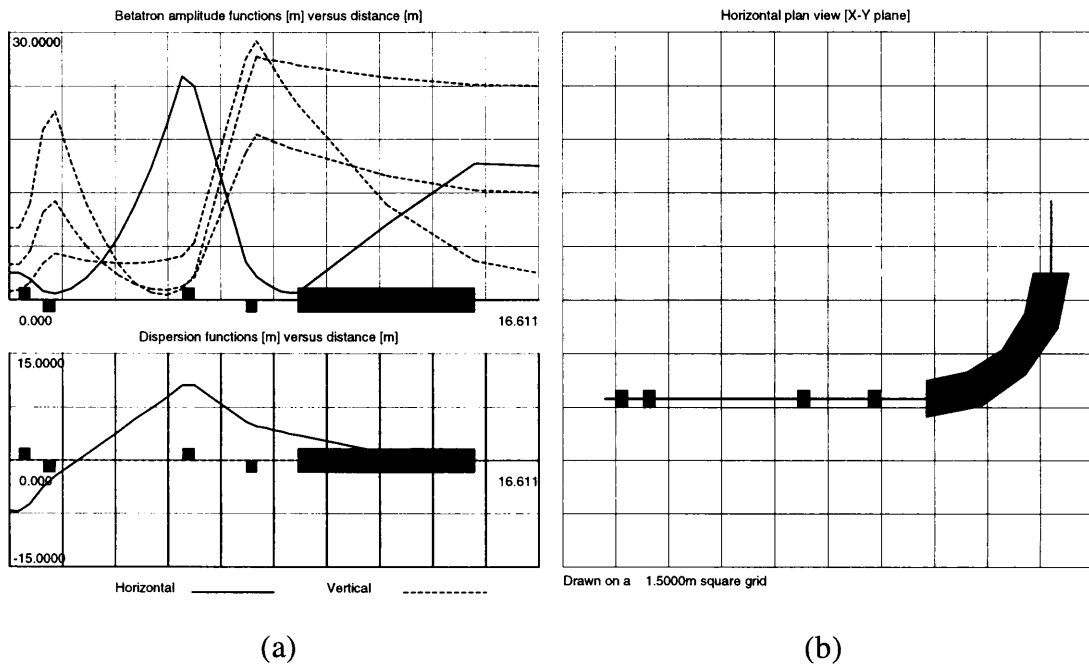 Betatron amplitude functions [m] versus distance [m]
30.0000
0.000
16.611
Dispersion functions [m] versus distance [m]
15.0000
0.000
16.611
-15.0000
Horizontal
Vertical
(a)
Horizontal plan view [X-Y plane]
Drawn on a 1.5000m square grid
(b)